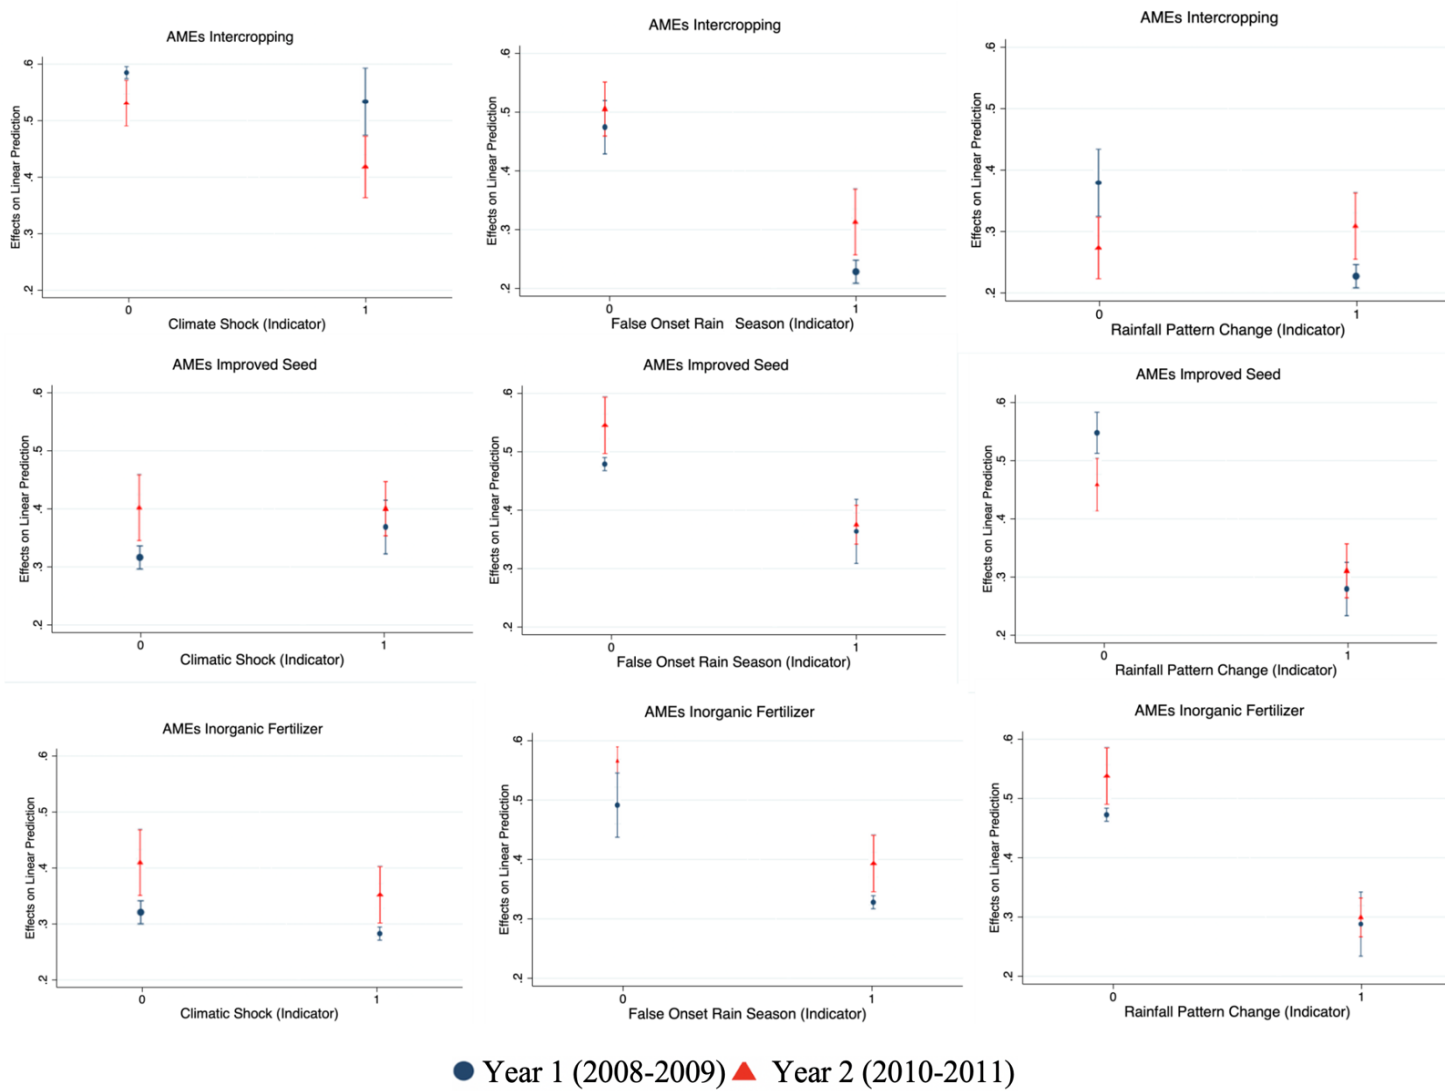 AMEs Intercropping
Effects on Linear Prediction
.6
.5
.4
.3
.2
0 1
Climate Shock (Indicator)
AMEs Intercropping
Effects on Linear Prediction
.6
.5
.4
.3
.2
0 1
False Onset Rain Season (Indicator)
AMEs Intercropping
Effects on Linear Prediction
.6
.5
.4
.3
.2
0 1
Rainfall Pattern Change (Indicator)
AMEs Improved Seed
Effects on Linear Prediction
.6
.5
.4
.3
.2
0 1
Climatic Shock (Indicator)
AMEs Improved Seed
Effects on Linear Prediction
.6
.5
.4
.3
.2
0 1
False Onset Rain Season (Indicator)
AMEs Improved Seed
Effects on Linear Prediction
.6
.5
.4
.3
.2
0 1
Rainfall Pattern Change (Indicator)
AMEs Inorganic Fertilizer
Effects on Linear Prediction
.6
.5
.4
.3
.2
0 1
Climatic Shock (Indicator)
AMEs Inorganic Fertilizer
Effects on Linear Prediction
.6
.5
.4
.3
.2
0 1
False Onset Rain Season (Indicator)
AMEs Inorganic Fertilizer
Effects on Linear Prediction
.6
.5
.4
.3
.2
0 1
Rainfall Pattern Change (Indicator)
Year 1 (2008-2009) Year 2 (2010-2011)